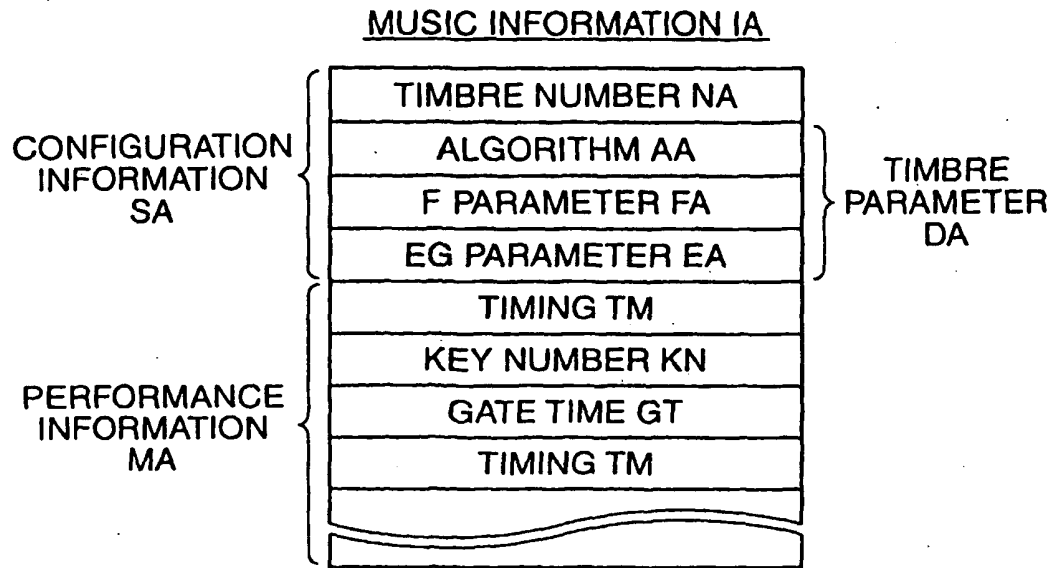 MUSIC INFORMATION IA
TIMBRE NUMBER NA
CONFIGURATION
INFORMATION
SA
ALGORITHM AA
F PARAMETER FA
EG PARAMETER EA
TIMBRE
PARAMETER
DA
TIMING TM
KEY NUMBER KN
PERFORMANCE
INFORMATION
MA
GATE TIME GT
TIMING TM